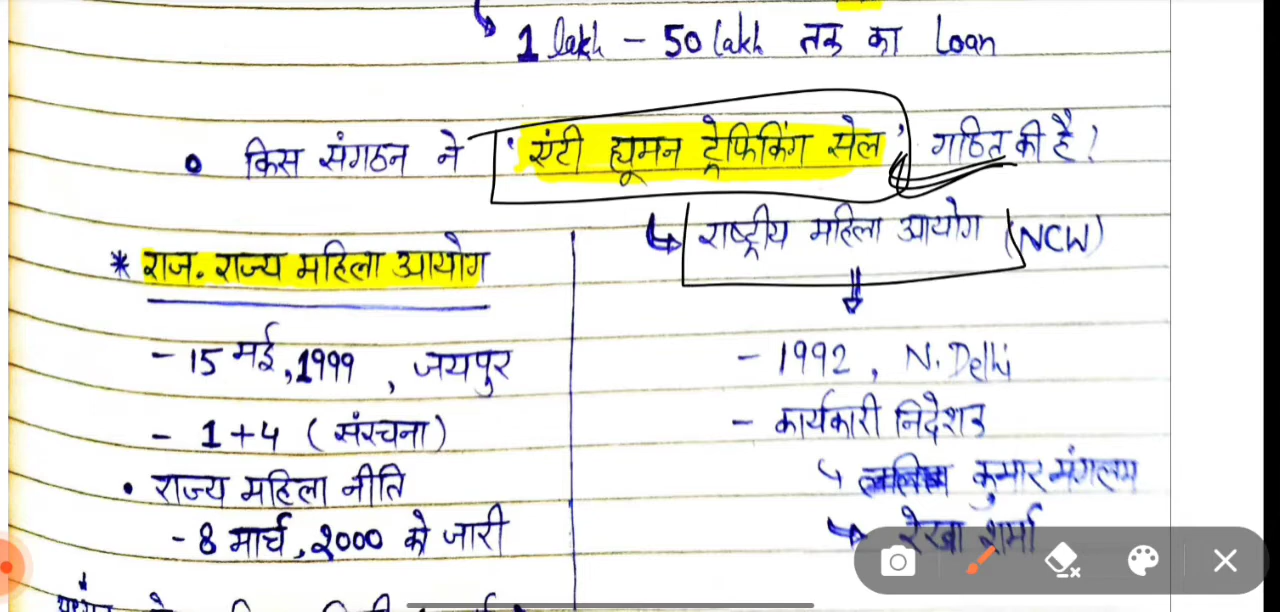 1 lakh - 50 lakh तक का Loan
• किस संगठन ने 'एंटी ह्यूमन ट्रेफिकिंग सेल' गठित की है?
↳ राष्ट्रीय महिला आयोग (NCW)
* राज. राज्य महिला आयोग
- 15 मई, 1999, जयपुर
- 1+4 (संरचना)
• राज्य महिला नीति
- 8 मार्च, 2000 को जारी
- 1992, N. Delhi
- कार्यकारी निदेशक
↳ कुमार मंगलम
↳ रेखा शर्मा